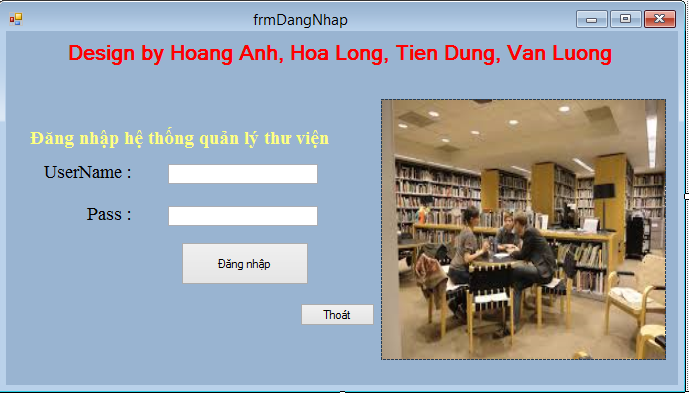 frmDangNhap
Design by Hoang Anh, Hoa Long, Tien Dung, Van Luong
Đăng nhập hệ thống quản lý thư viện
UserName :
Pass :
Đăng nhập
Thoát